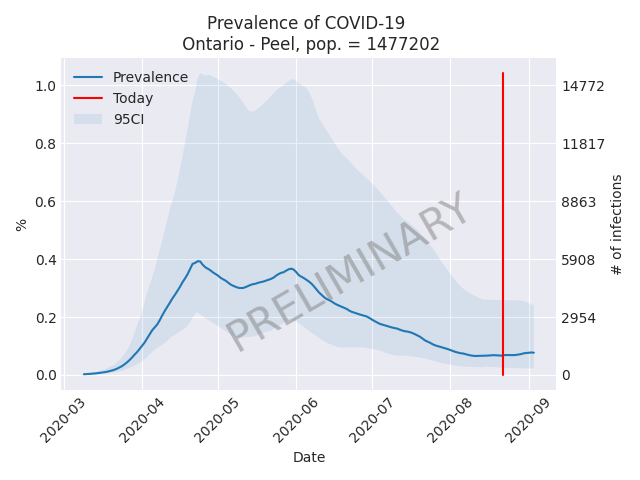 Prevalence of COVID-19
Ontario - Peel, pop. = 1477202
Prevalence
Today
95CI
1.0
0.8
0.6
0.4
0.2
0.0
%
14772
11817
8863
5908
2954
0
# of infections
PRELIMINARY
2020-03
2020-04
2020-05
2020-06
2020-07
2020-08
2020-09
Date